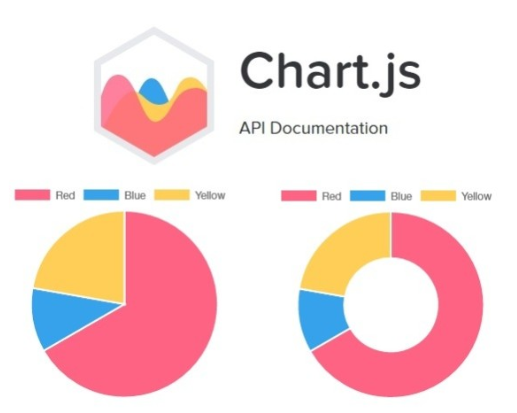 Chart.js
API Documentation
Red Blue Yellow
Red Blue Yellow